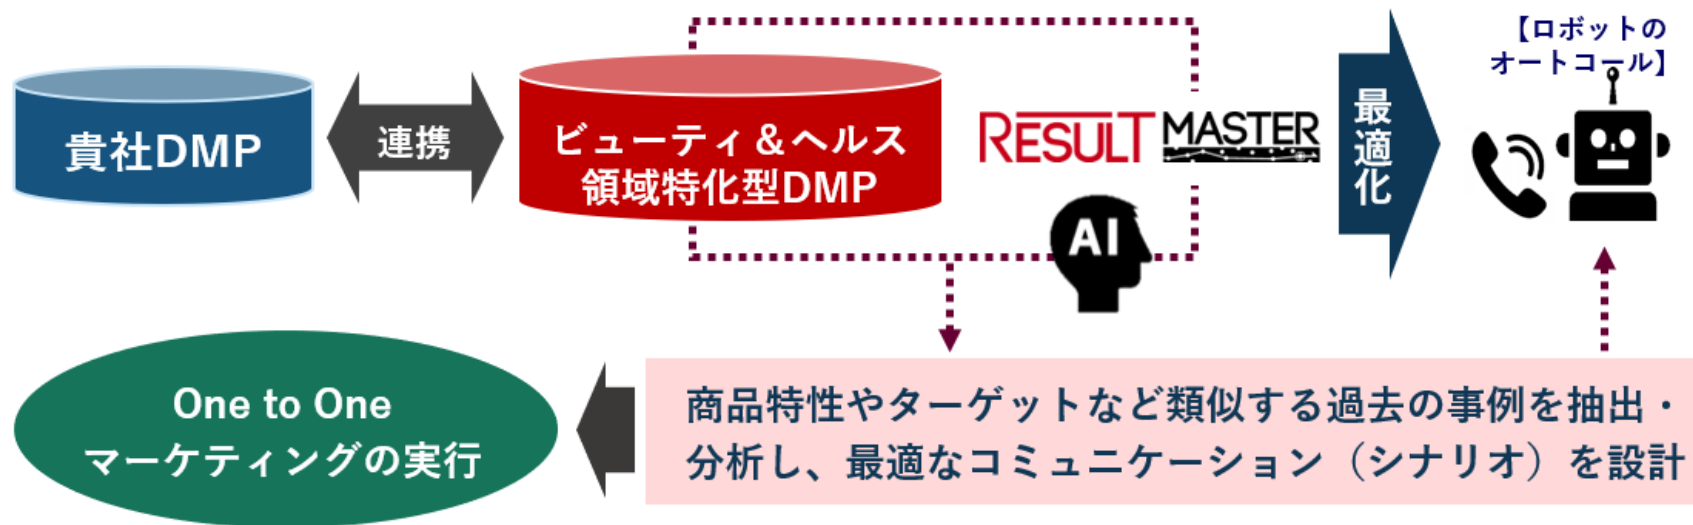 【ロボットの
オートコール】
貴社DMP
連携
ビューティ＆ヘルス
領域特化型DMP
RESULT MASTER
最適化
AI
One to One
マーケティングの実行
商品特性やターゲットなど類似する過去の事例を抽出・
分析し、最適なコミュニケーション（シナリオ）を設計